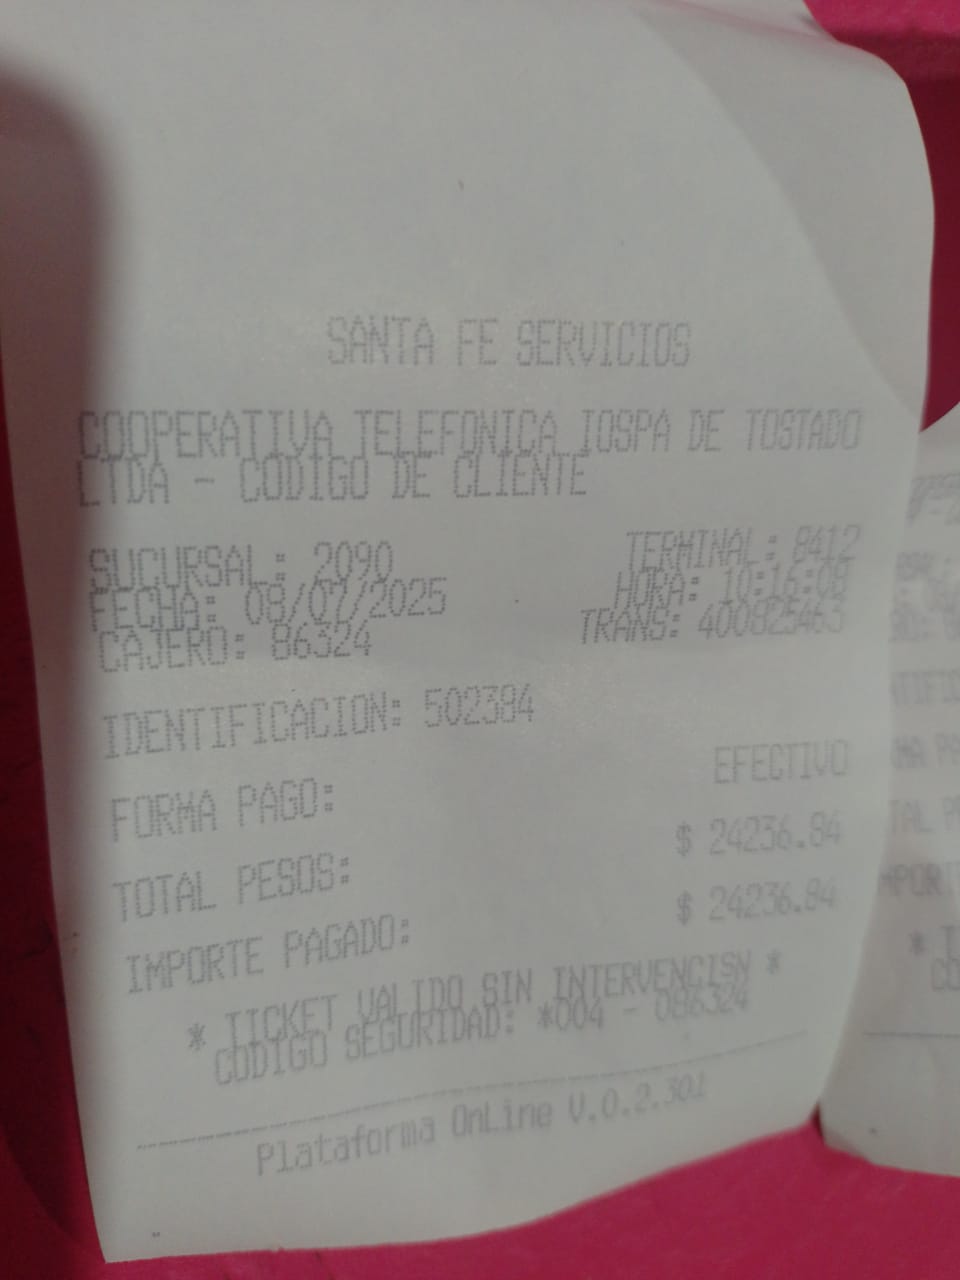 SANTA FE SERVICIOS
COOPERATIVA TELEFONICA IOSPA DE TOSTADO
LTDA - CODIGO DE CLIENTE
SUCURSAL: 2090 TERMINAL: 8412
FECHA: 08/07/2025 HORA: 10:16:08
CAJERO: 86324 TRANS: 400825463
IDENTIFICACION: 502384
FORMA PAGO: EFECTIVO
TOTAL PESOS: $ 24236.84
IMPORTE PAGADO: $ 24236.84
* TICKET VALIDO SIN INTERVENCISN *
CODIGO SEGURIDAD: *004 - 086324
Plataforma OnLine V.0.2.301